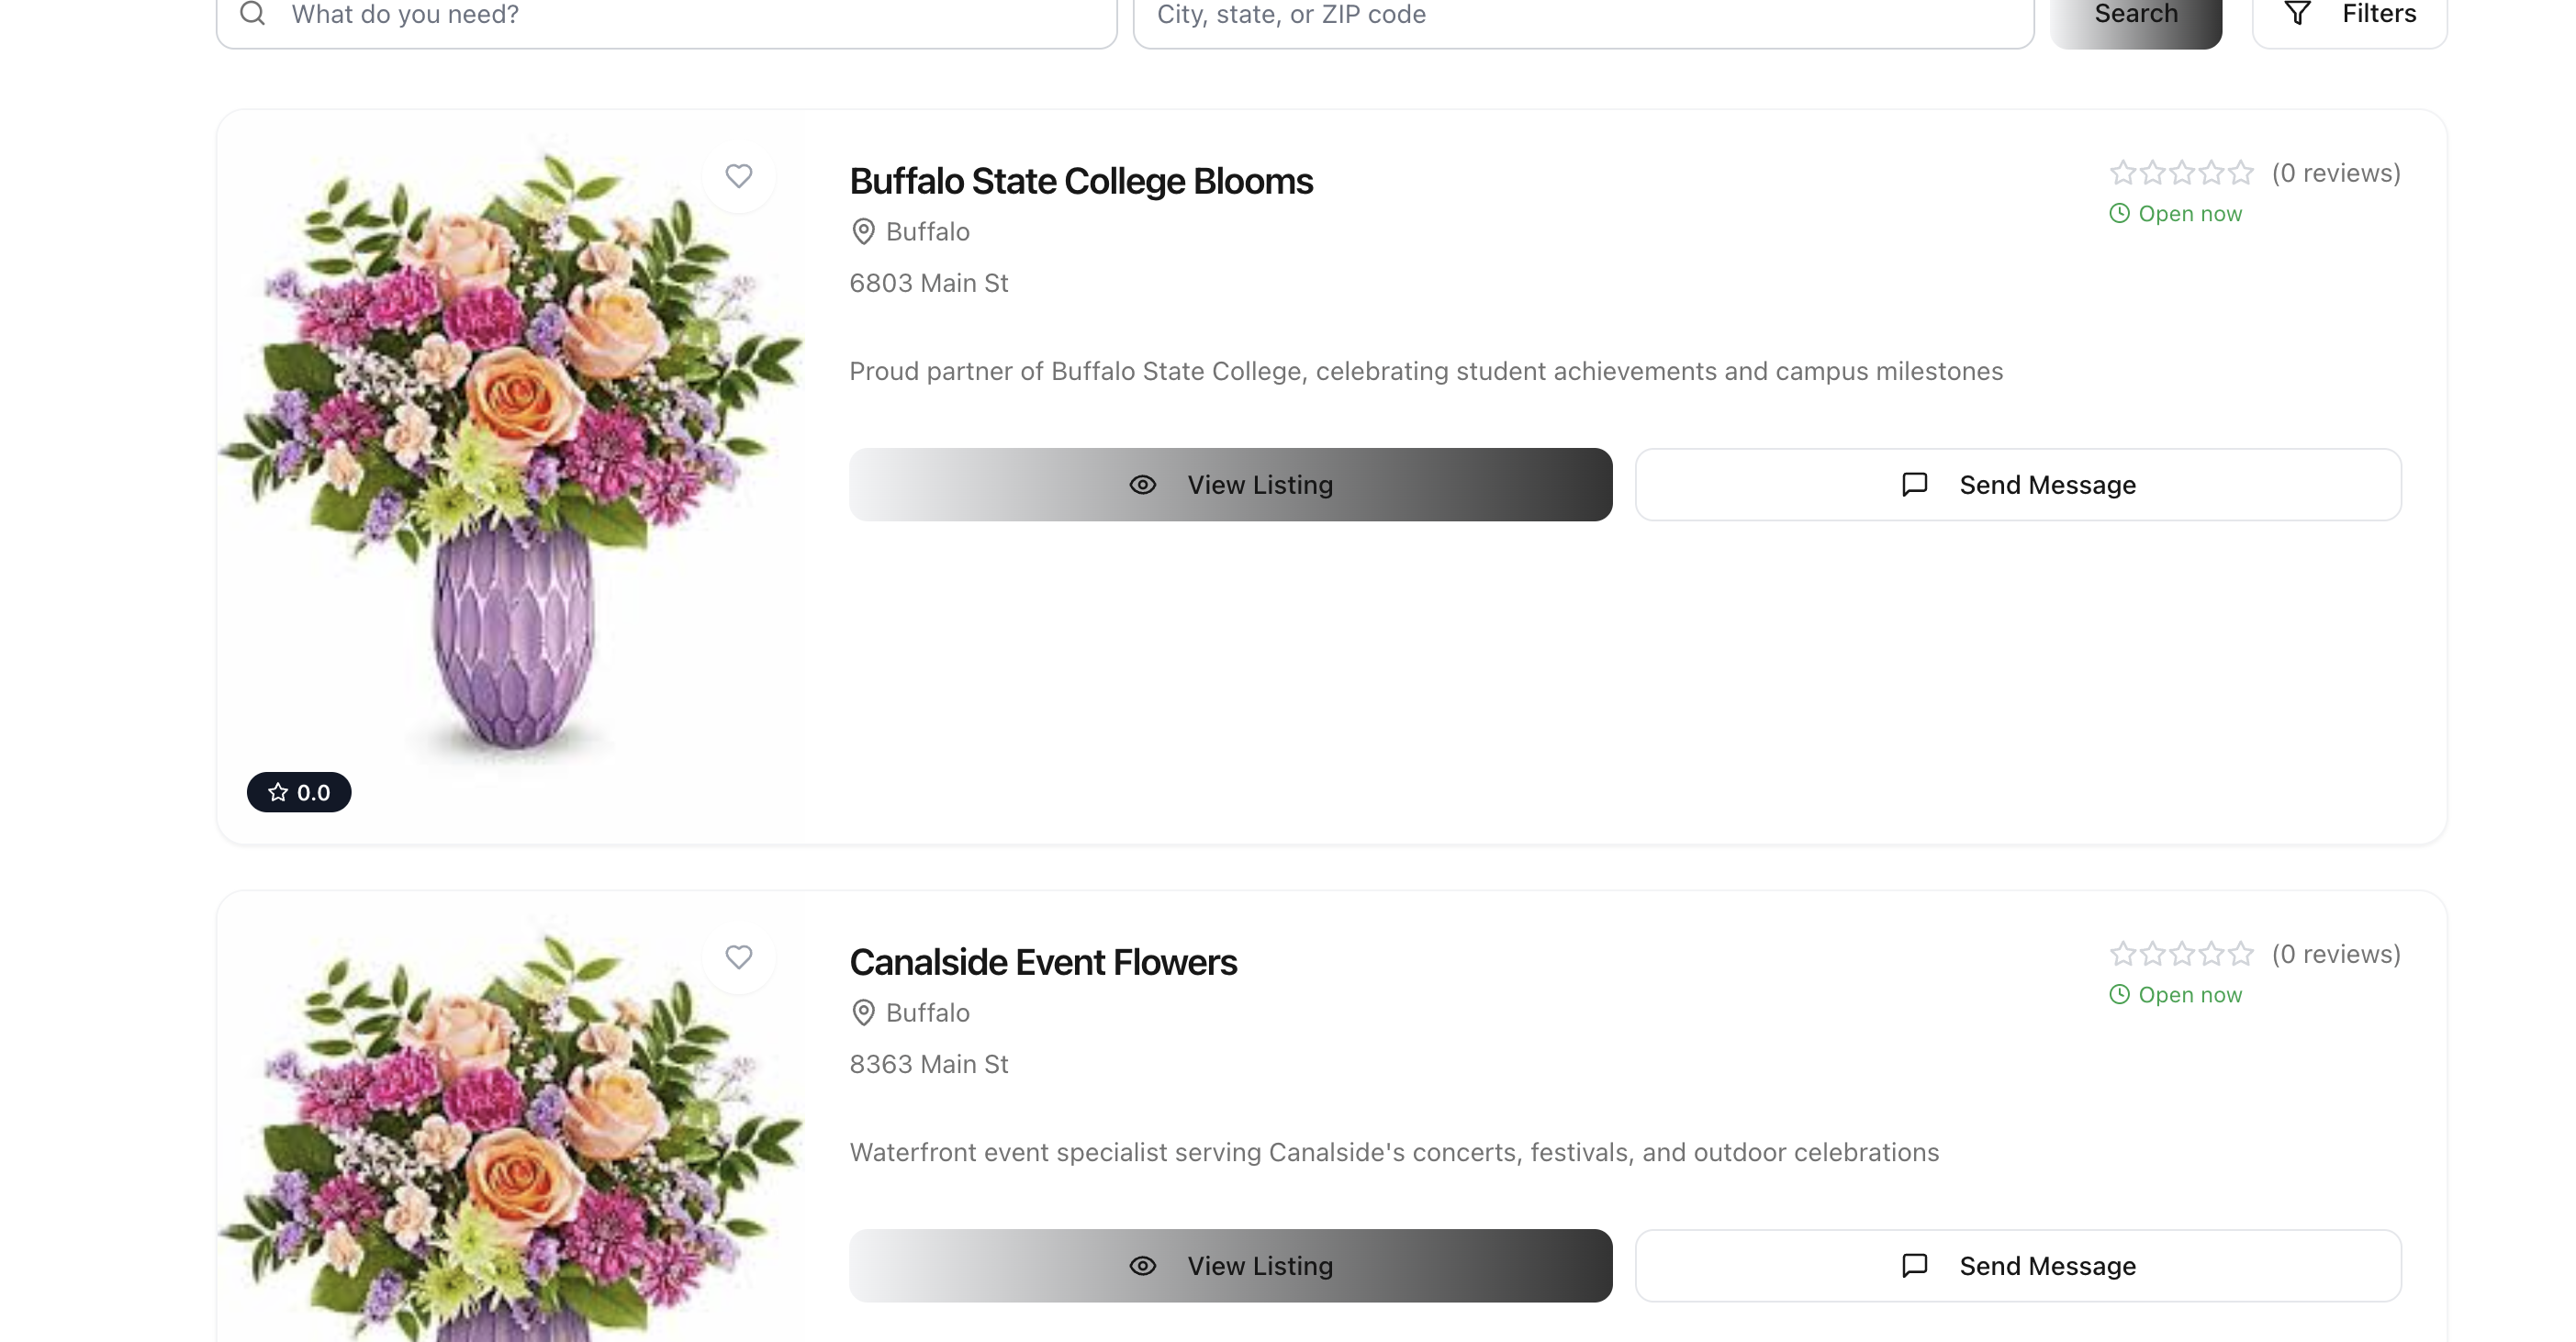 What do you need?
City, state, or ZIP code
Search
Filters
Buffalo State College Blooms
(0 reviews)
Open now
Buffalo
6803 Main St
Proud partner of Buffalo State College, celebrating student achievements and campus milestones
View Listing
Send Message
0.0
Canalside Event Flowers
(0 reviews)
Open now
Buffalo
8363 Main St
Waterfront event specialist serving Canalside's concerts, festivals, and outdoor celebrations
View Listing
Send Message